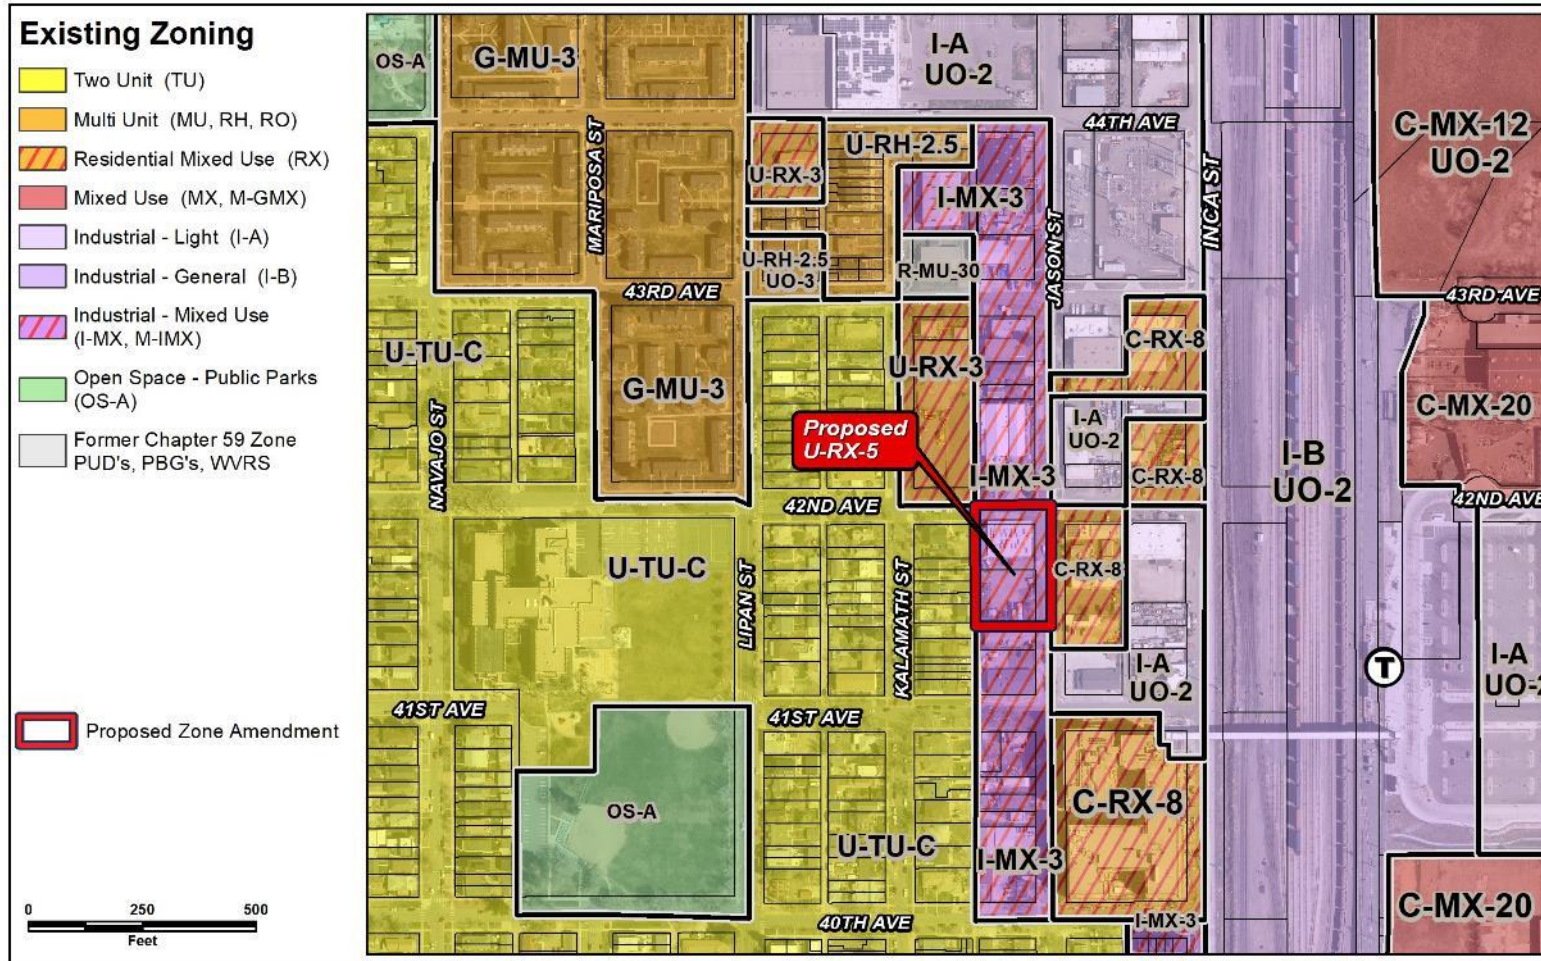 Existing Zoning
Two Unit (TU)
Multi Unit (MU, RH, RO)
Residential Mixed Use (RX)
Mixed Use (MX, M-GMX)
Industrial - Light (I-A)
Industrial - General (I-B)
Industrial - Mixed Use
(I-MX, M-IMX)
Open Space - Public Parks
(OS-A)
Former Chapter 59 Zone
PUD's, PBG's, WVRS
Proposed Zone Amendment
0 250 500
Feet
OS-A
G-MU-3
I-A
UO-2
44TH AVE
C-MX-12
UO-2
MARIPOSA ST
U-RX-3
U-RH-2.5
I-MX-3
JASON ST
INCA ST
U-RH-2.5
UO-3
R-MU-30
43RD AVE
43RD AVE
U-TU-C
G-MU-3
U-RX-3
C-RX-8
C-MX-20
NAVAJO ST
Proposed
U-RX-5
I-A
UO-2
I-MX-3
C-RX-8
I-B
UO-2
42ND AVE
42ND AVE
U-TU-C
LIPAN ST
KALAMATH ST
C-RX-8
I-A
UO-2
T
I-A
UO-2
41ST AVE
41ST AVE
OS-A
U-TU-C
I-MX-3
C-RX-8
40TH AVE
I-MX-3
C-MX-20